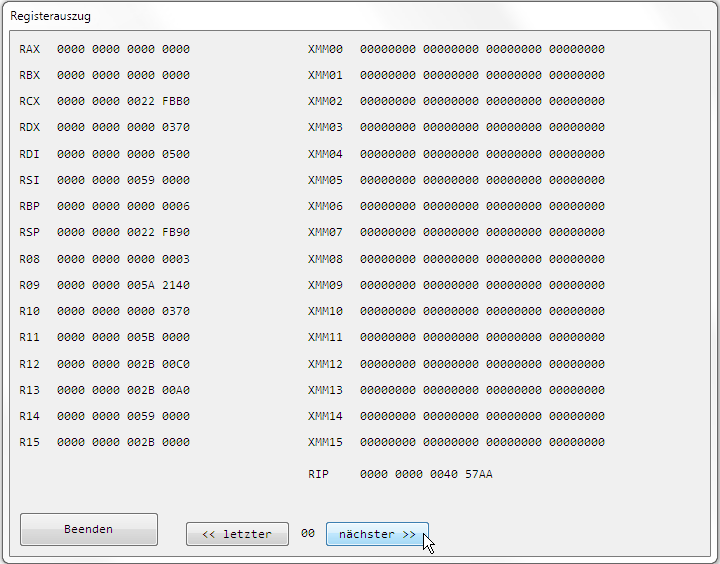 Registerauszug
RAX 0000 0000 0000 0000 XMM00 00000000 00000000 00000000 00000000
RBX 0000 0000 0000 0000 XMM01 00000000 00000000 00000000 00000000
RCX 0000 0000 0022 FBB0 XMM02 00000000 00000000 00000000 00000000
RDX 0000 0000 0000 0370 XMM03 00000000 00000000 00000000 00000000
RDI 0000 0000 0000 0500 XMM04 00000000 00000000 00000000 00000000
RSI 0000 0000 0059 0000 XMM05 00000000 00000000 00000000 00000000
RBP 0000 0000 0000 0006 XMM06 00000000 00000000 00000000 00000000
RSP 0000 0000 0022 FB90 XMM07 00000000 00000000 00000000 00000000
R08 0000 0000 0000 0003 XMM08 00000000 00000000 00000000 00000000
R09 0000 0000 005A 2140 XMM09 00000000 00000000 00000000 00000000
R10 0000 0000 0000 0370 XMM10 00000000 00000000 00000000 00000000
R11 0000 0000 005B 0000 XMM11 00000000 00000000 00000000 00000000
R12 0000 0000 002B 00C0 XMM12 00000000 00000000 00000000 00000000
R13 0000 0000 002B 00A0 XMM13 00000000 00000000 00000000 00000000
R14 0000 0000 0059 0000 XMM14 00000000 00000000 00000000 00000000
R15 0000 0000 002B 0000 XMM15 00000000 00000000 00000000 00000000
RIP 0000 0000 0040 57AA
Beenden << letzter 00 nächster >>